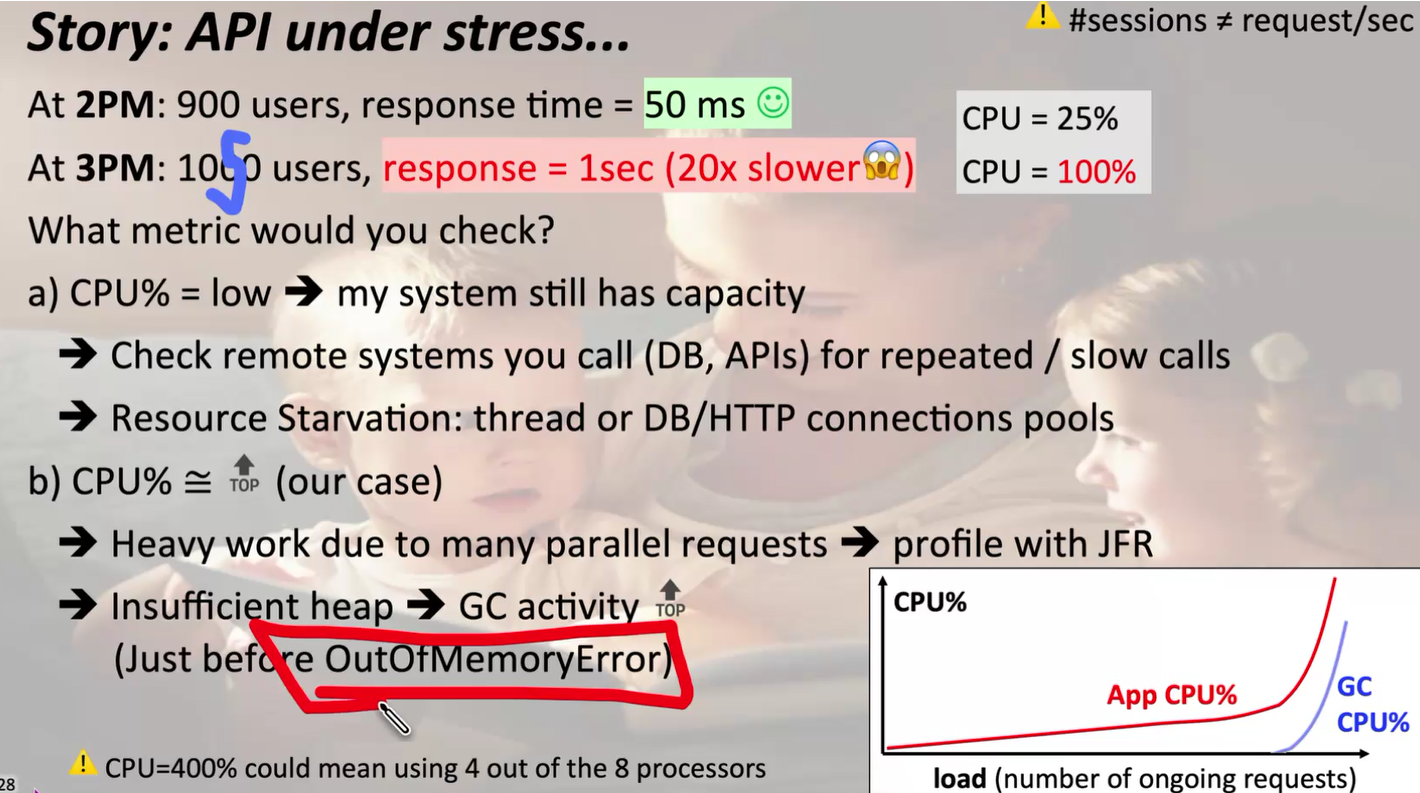 Story: API under stress...
⚠️ #sessions ≠ request/sec
At 2PM: 900 users, response time = 50 ms ☺
CPU = 25%
At 3PM: 1000 users, response = 1sec (20x slower😱)
CPU = 100%
What metric would you check?
a) CPU% = low ➔ my system still has capacity
➔ Check remote systems you call (DB, APIs) for repeated / slow calls
➔ Resource Starvation: thread or DB/HTTP connections pools
b) CPU% ≅ TOP (our case)
➔ Heavy work due to many parallel requests ➔ profile with JFR
➔ Insufficient heap ➔ GC activity TOP
(Just before OutOfMemoryError)
CPU%
App CPU%
GC
CPU%
load (number of ongoing requests)
⚠️ CPU=400% could mean using 4 out of the 8 processors
28